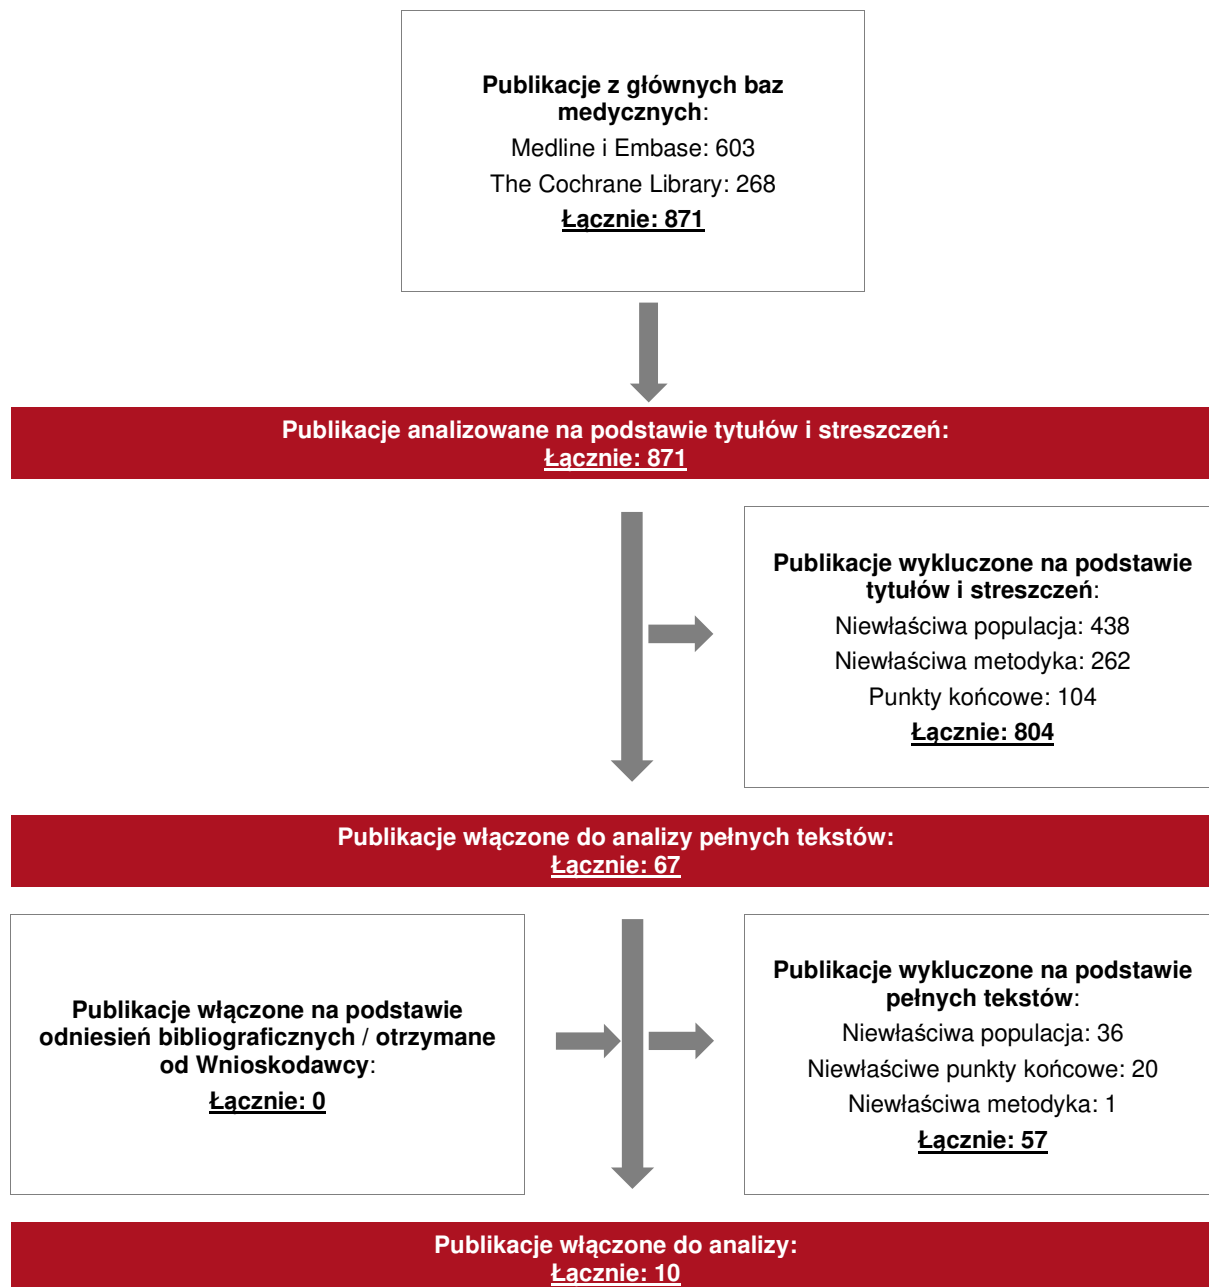 Publikacje z głównych baz
medycznych:
Medline i Embase: 603
The Cochrane Library: 268
Łącznie: 871
Publikacje analizowane na podstawie tytułów i streszczeń:
Łącznie: 871
Publikacje wykluczone na podstawie
tytułów i streszczeń:
Niewłaściwa populacja: 438
Niewłaściwa metodyka: 262
Punkty końcowe: 104
Łącznie: 804
Publikacje włączone do analizy pełnych tekstów:
Łącznie: 67
Publikacje włączone na podstawie
odniesień bibliograficznych / otrzymane
od Wnioskodawcy:
Łącznie: 0
Publikacje wykluczone na podstawie
pełnych tekstów:
Niewłaściwa populacja: 36
Niewłaściwe punkty końcowe: 20
Niewłaściwa metodyka: 1
Łącznie: 57
Publikacje włączone do analizy:
Łącznie: 10